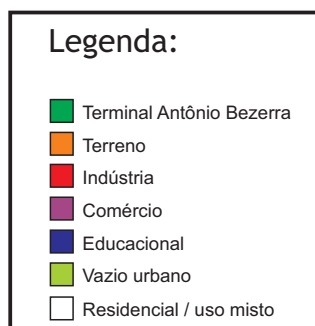 Legenda:
Terminal Antônio Bezerra
Terreno
Indústria
Comércio
Educacional
Vazio urbano
Residencial / uso misto